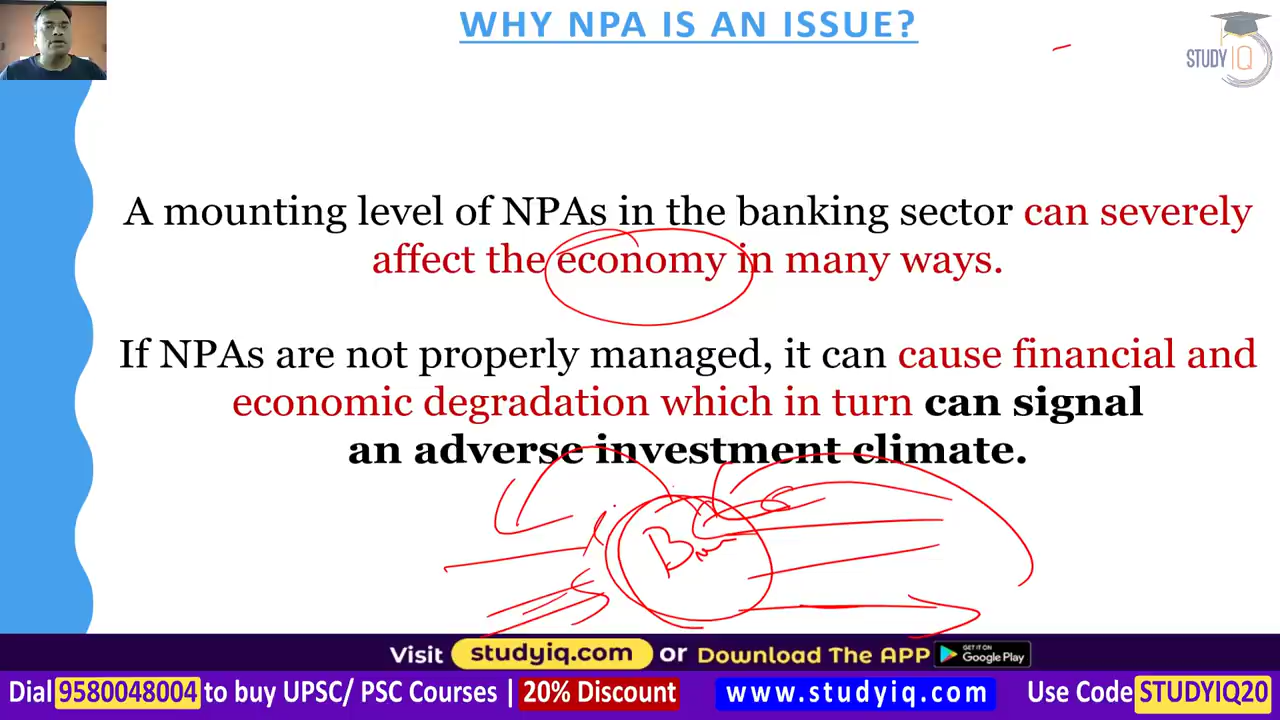 WHY NPA IS AN ISSUE?
STUDY IQ
A mounting level of NPAs in the banking sector can severely
affect the economy in many ways.
If NPAs are not properly managed, it can cause financial and
economic degradation which in turn can signal
an adverse investment climate.
Visit studyiq.com or Download The APP GET IT ON Google Play
Dial 9580048004 to buy UPSC/ PSC Courses | 20% Discount www.studyiq.com Use Code STUDYIQ20